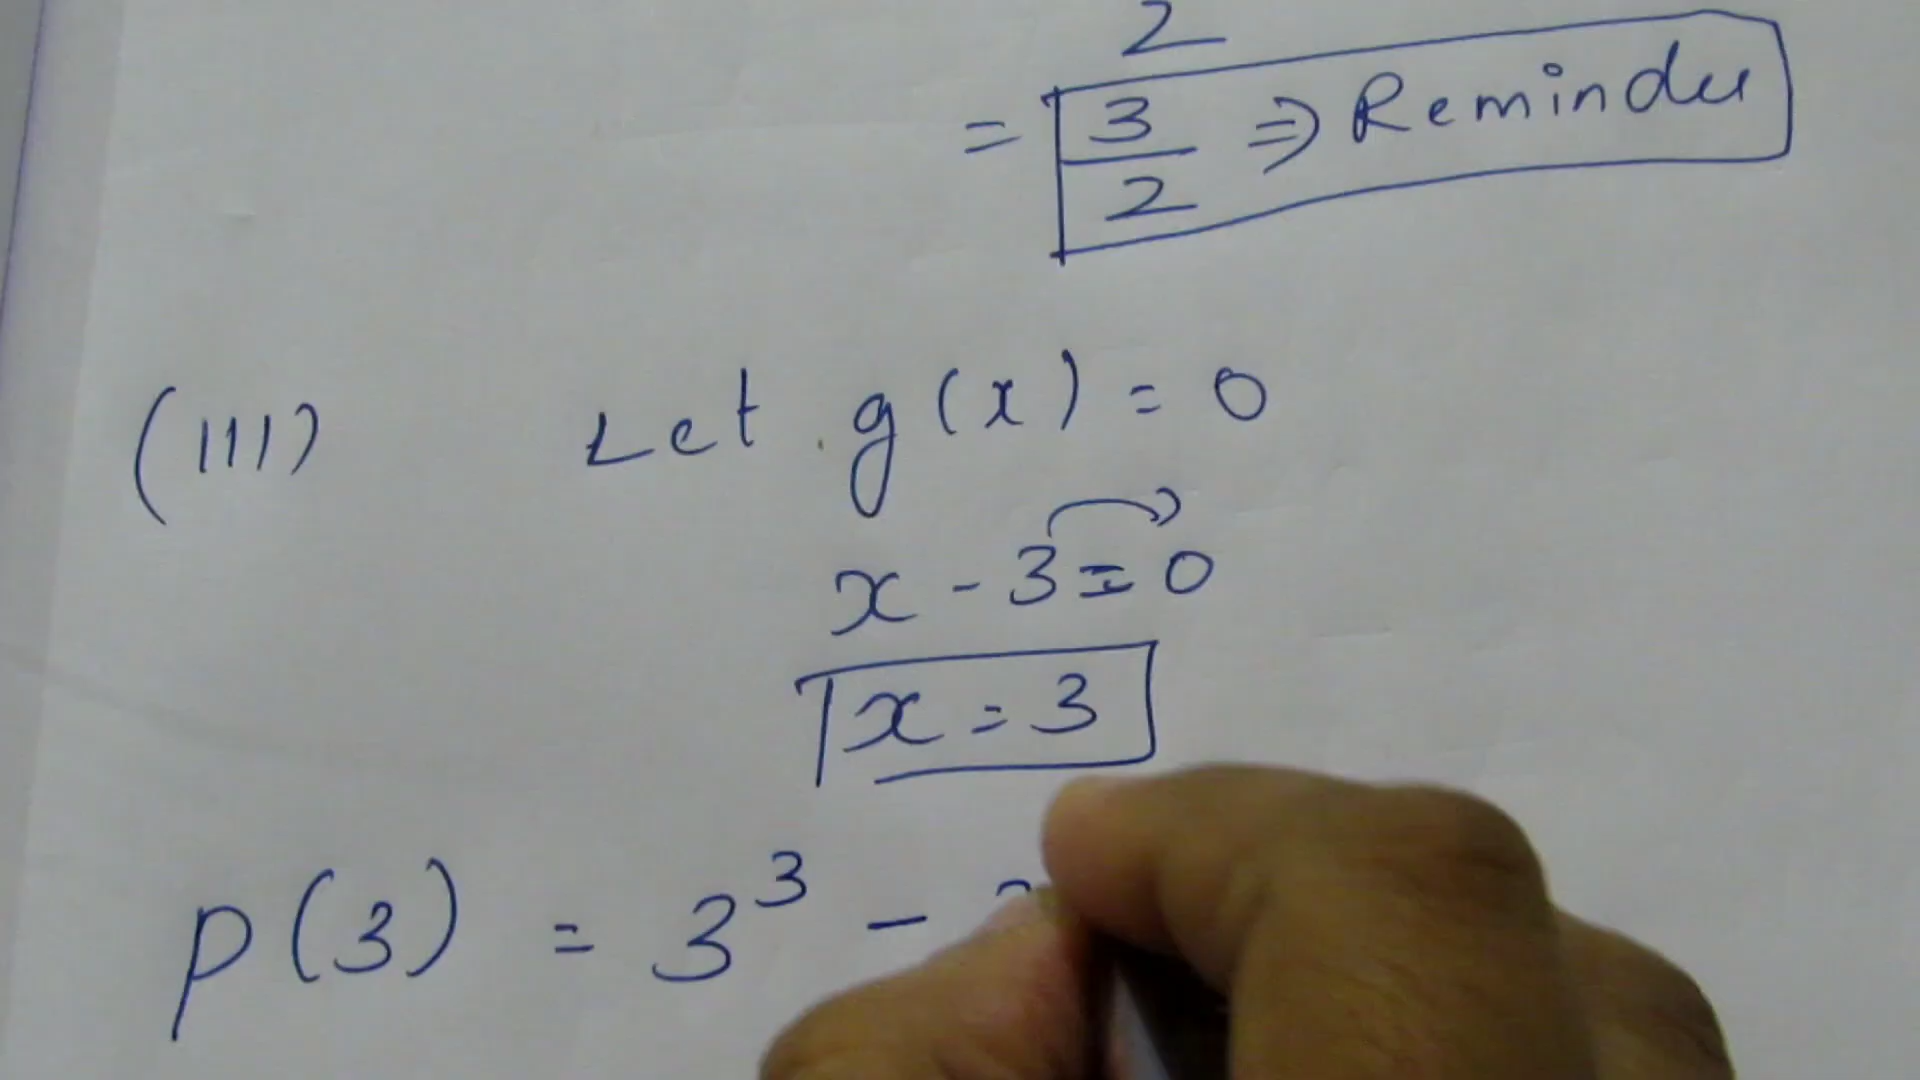 2
= 3/2 ⇒ Reminder
(III) Let g(x) = 0
x - 3 = 0
x = 3
p(3) = 3³ -